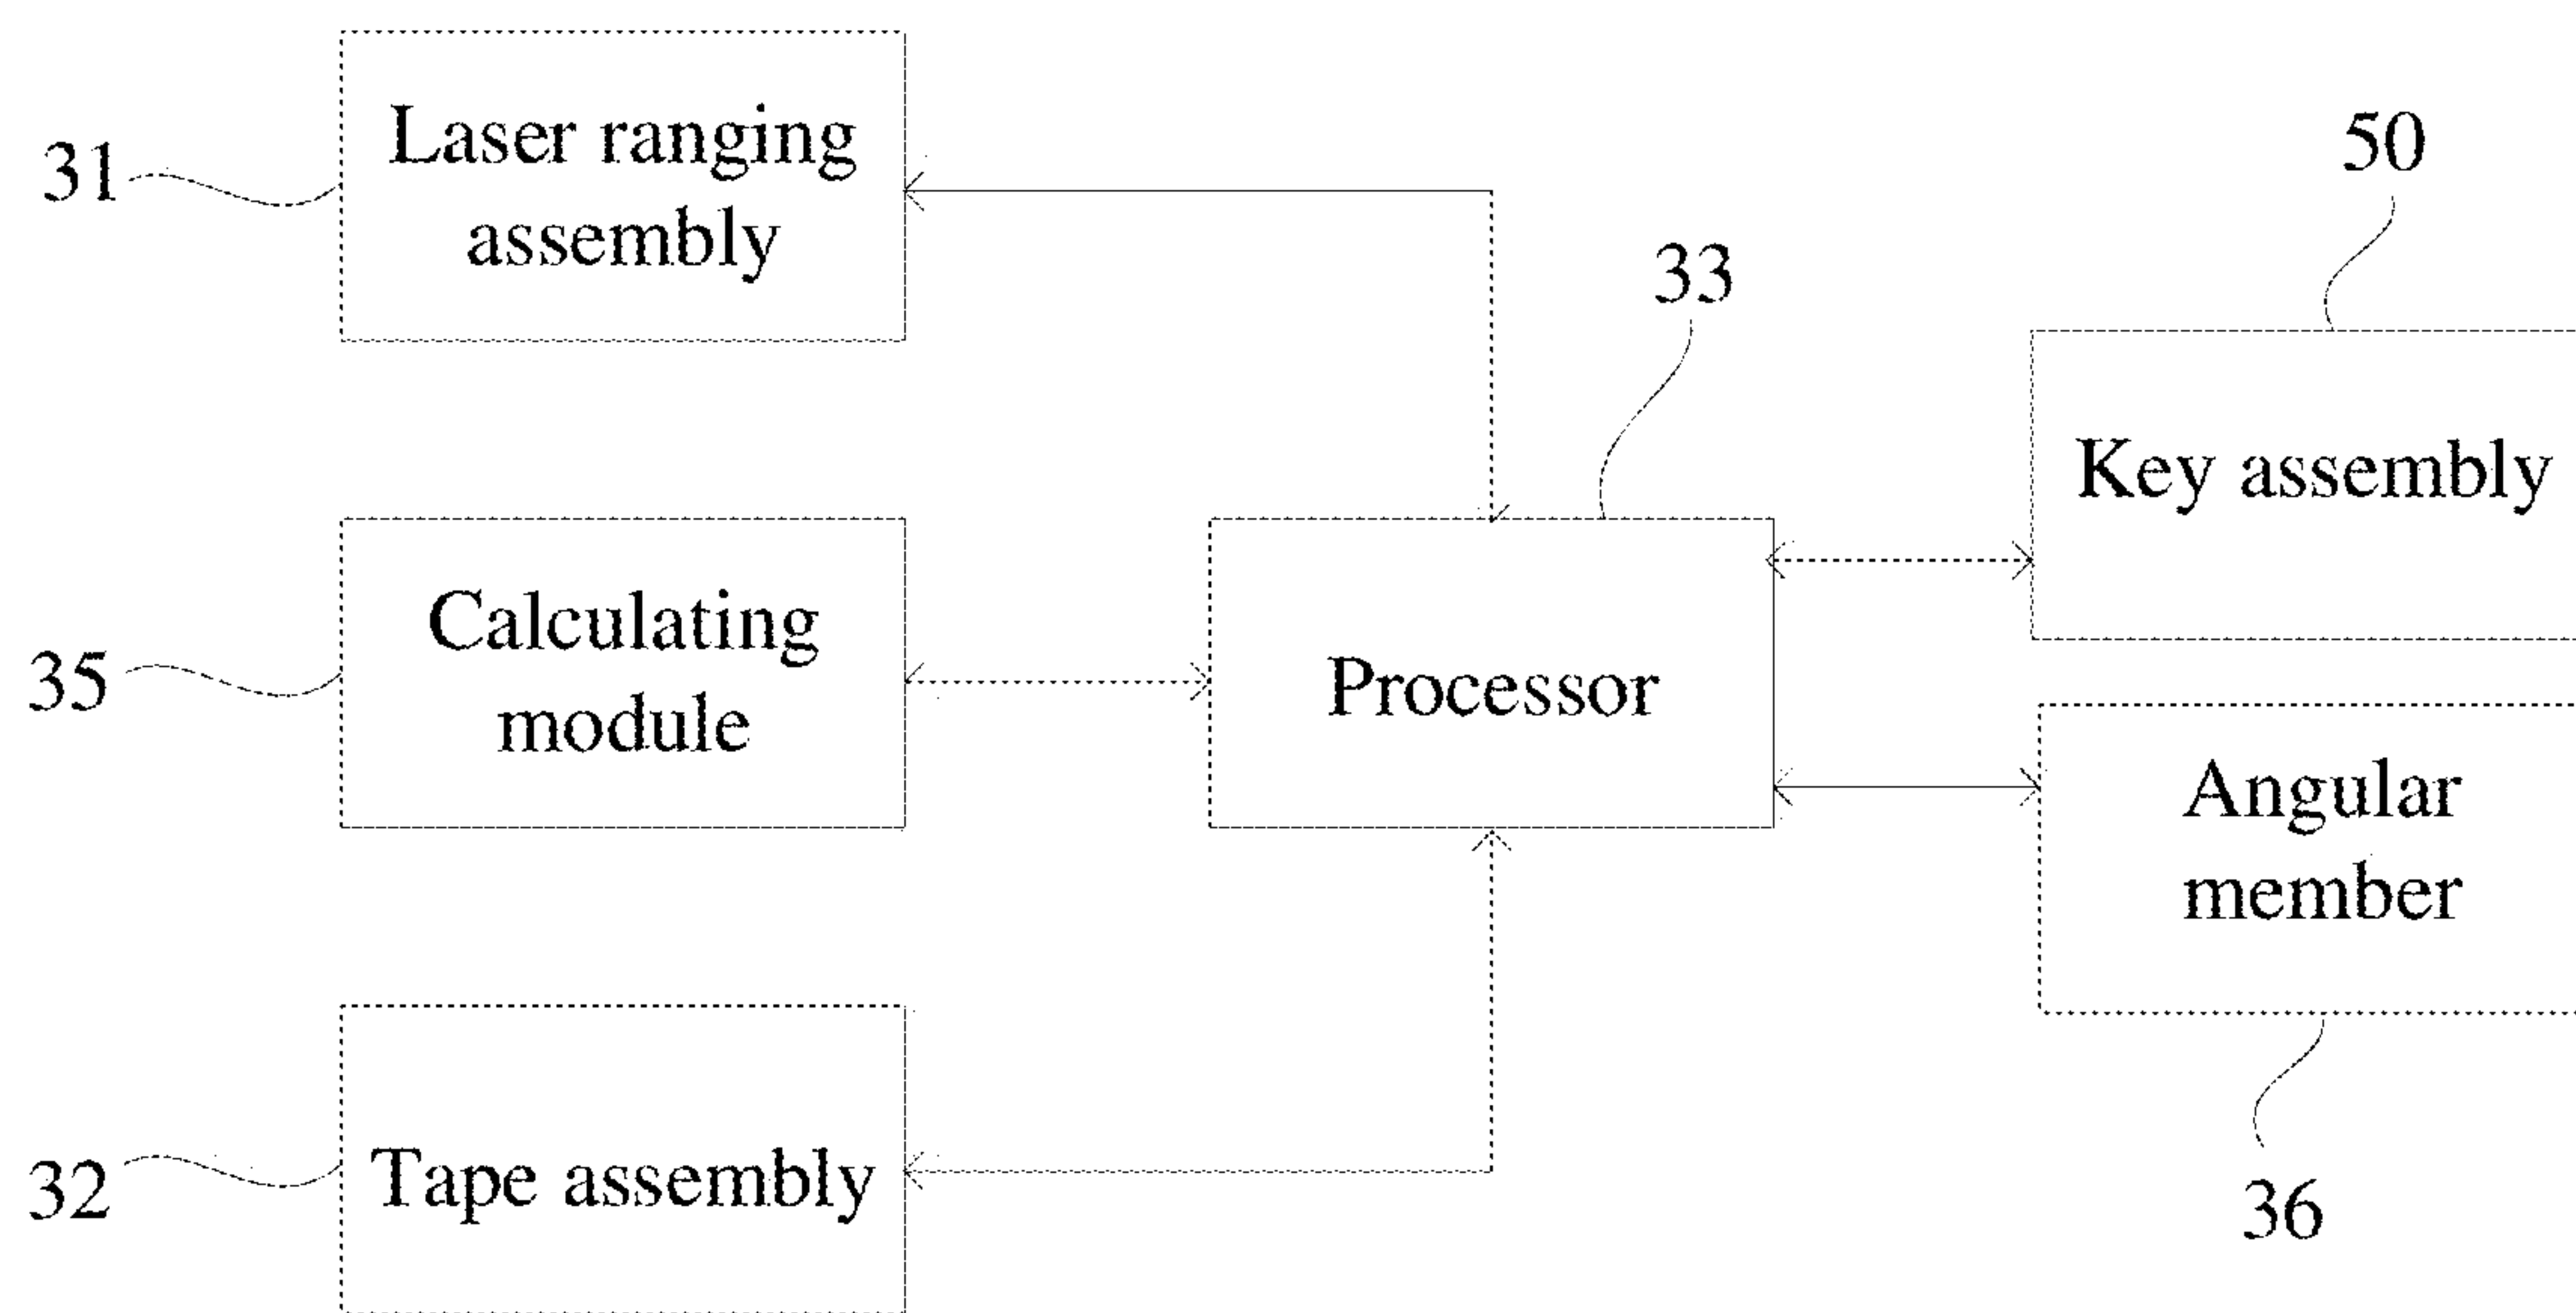 31
Laser ranging
assembly
50
33
Key assembly
35
Calculating
module
Processor
Angular
member
32
Tape assembly
36